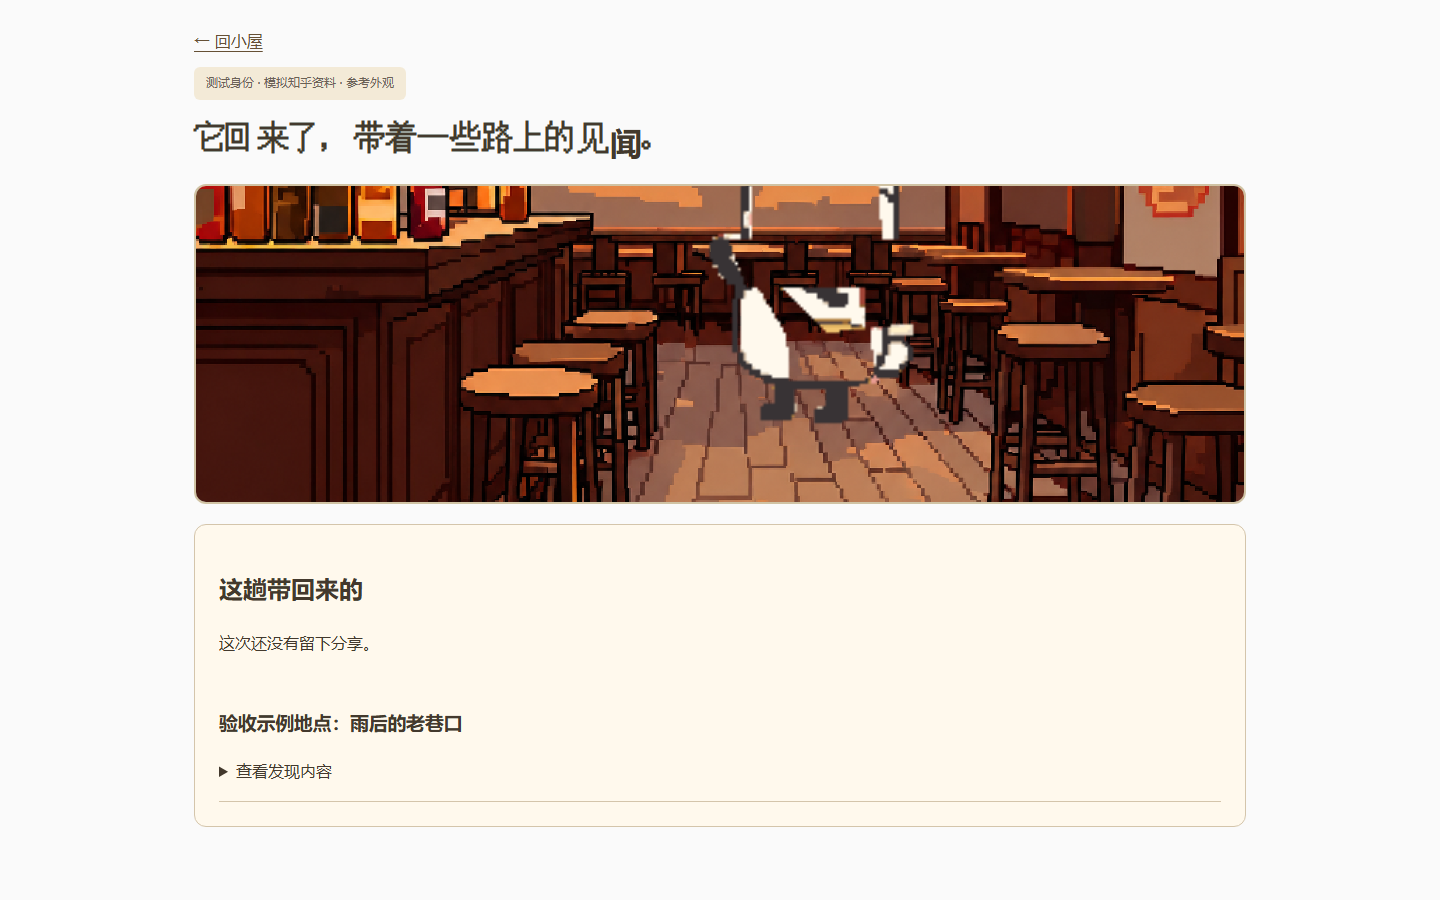 ← 回小屋
测试身份 · 模拟知乎资料 · 参考外观
它回来了，带着一些路上的见闻。
这趟带回来的
这次还没有留下分享。
验收示例地点：雨后的老巷口
▶ 查看发现内容